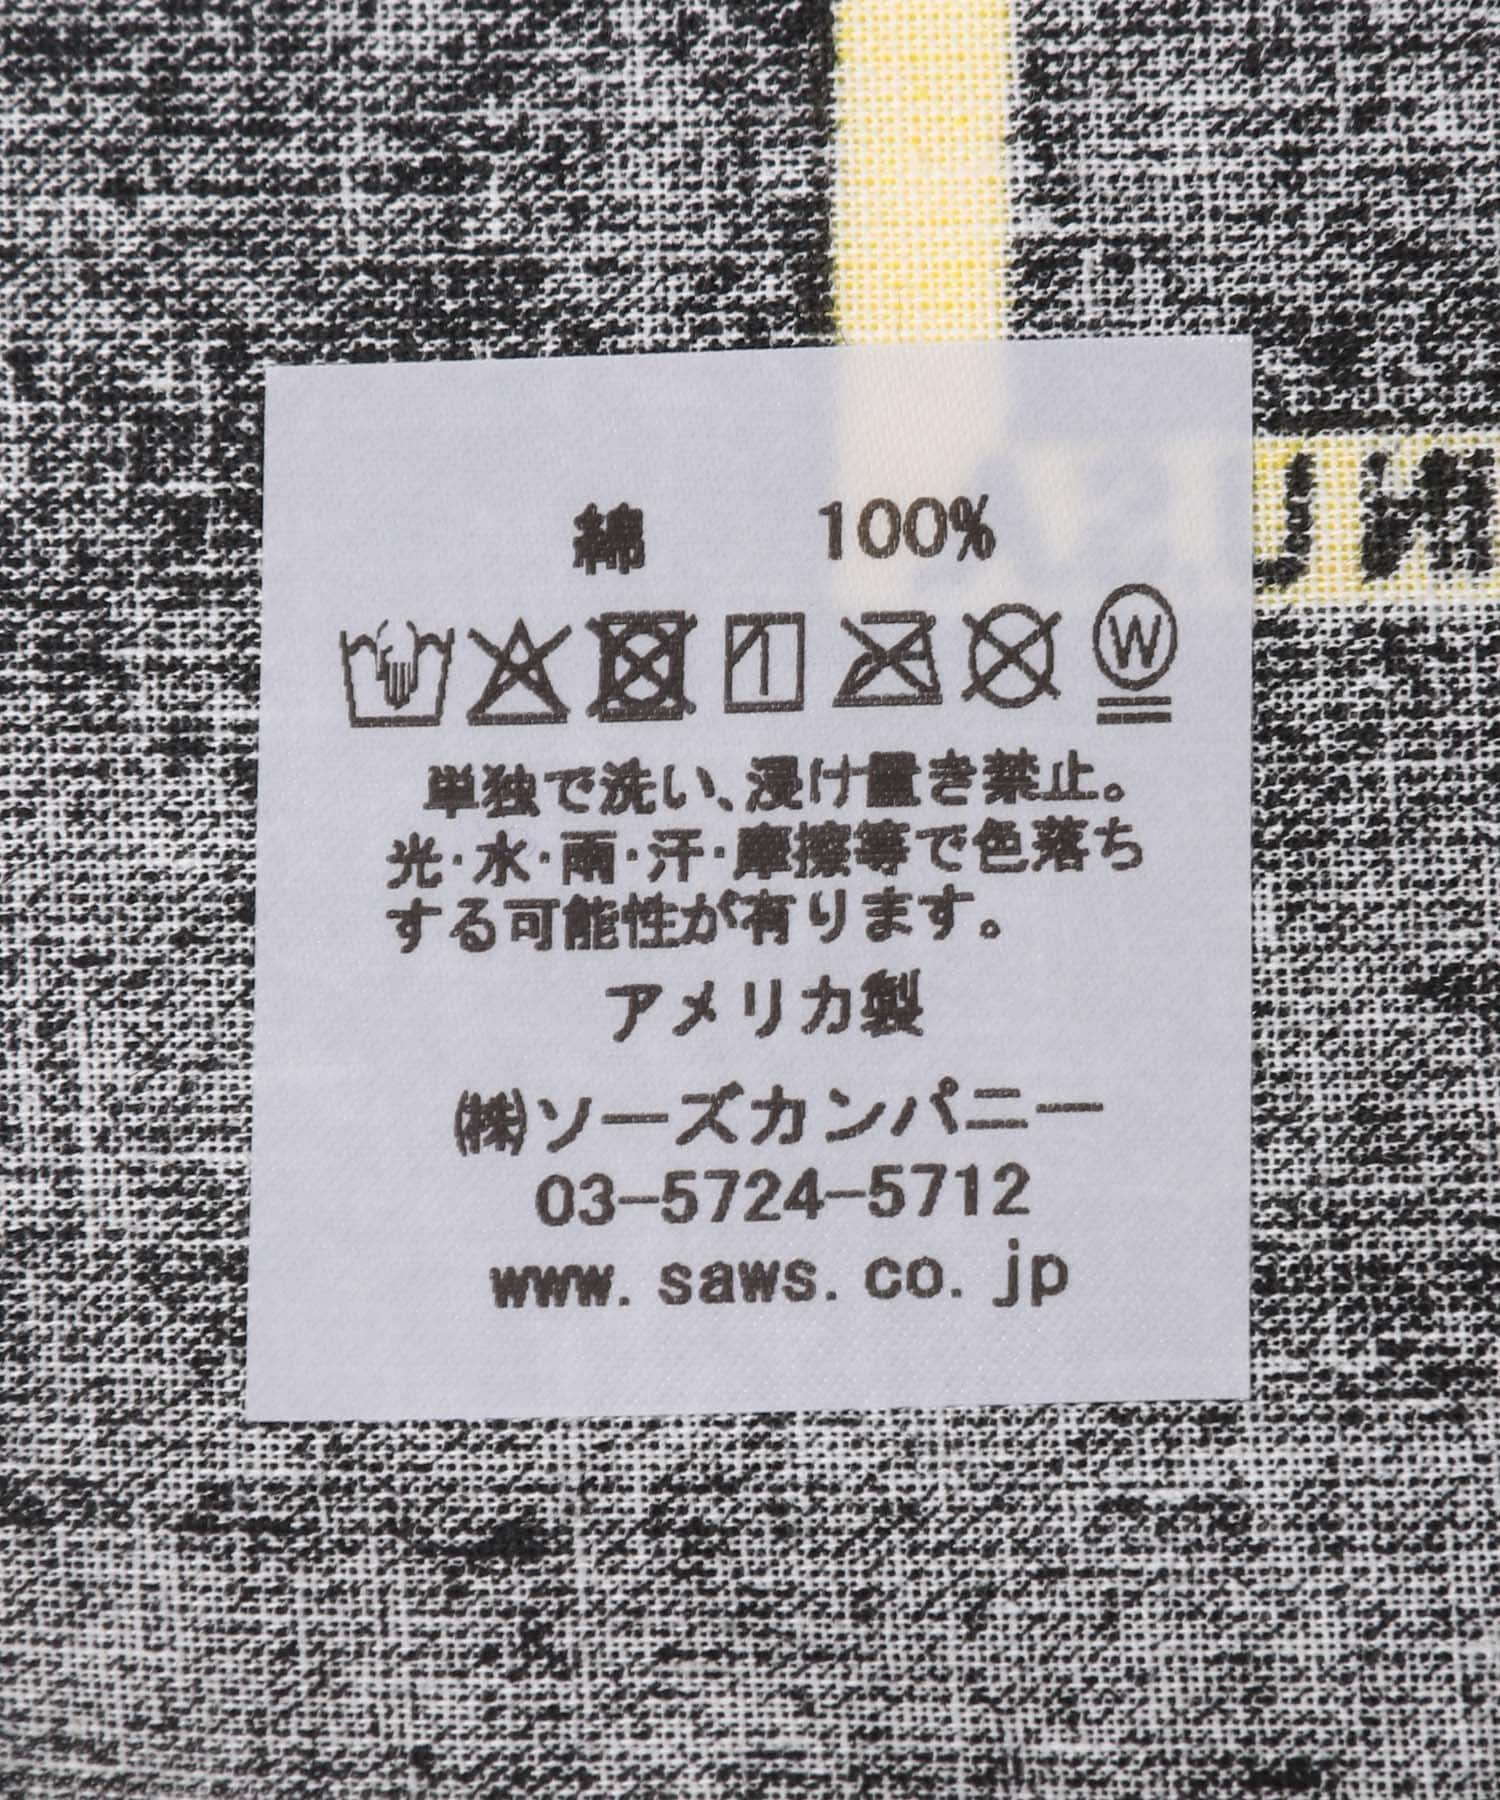 綿 100%
W
単独で洗い、浸け置き禁止。
光・水・雨・汗・摩擦等で色落ち
する可能性が有ります。
アメリカ製
㈱ソーズカンパニー
03-5724-5712
www.saws.co.jp